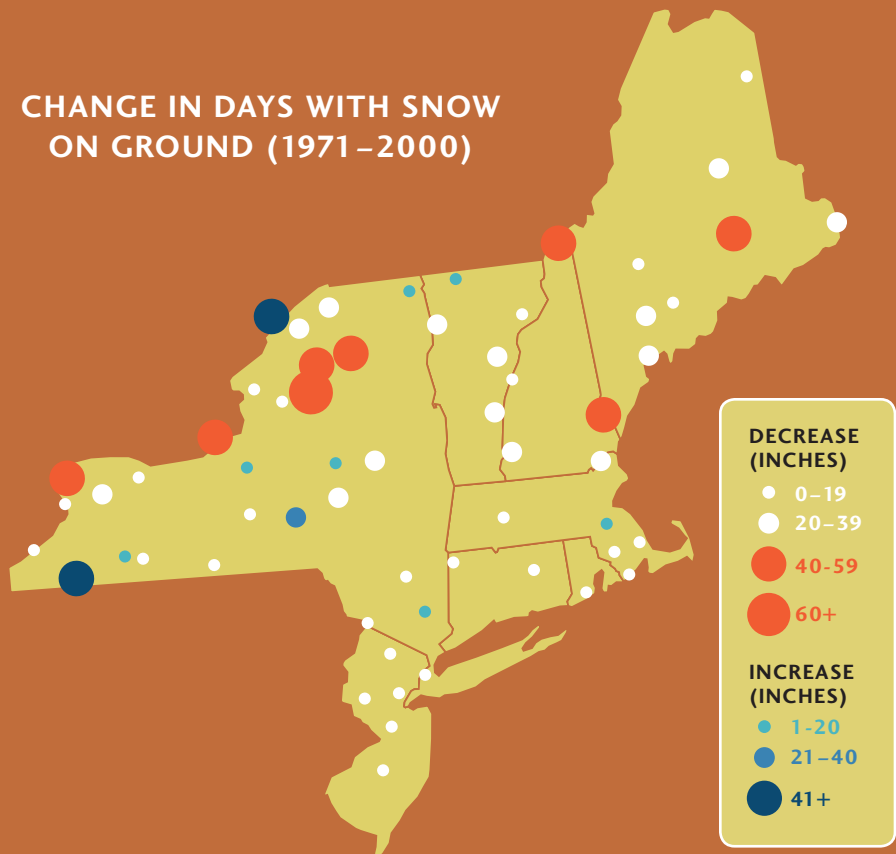 CHANGE IN DAYS WITH SNOW
ON GROUND (1971–2000)
DECREASE
(INCHES)
0–19
20–39
40-59
60+
INCREASE
(INCHES)
1-20
21–40
41+